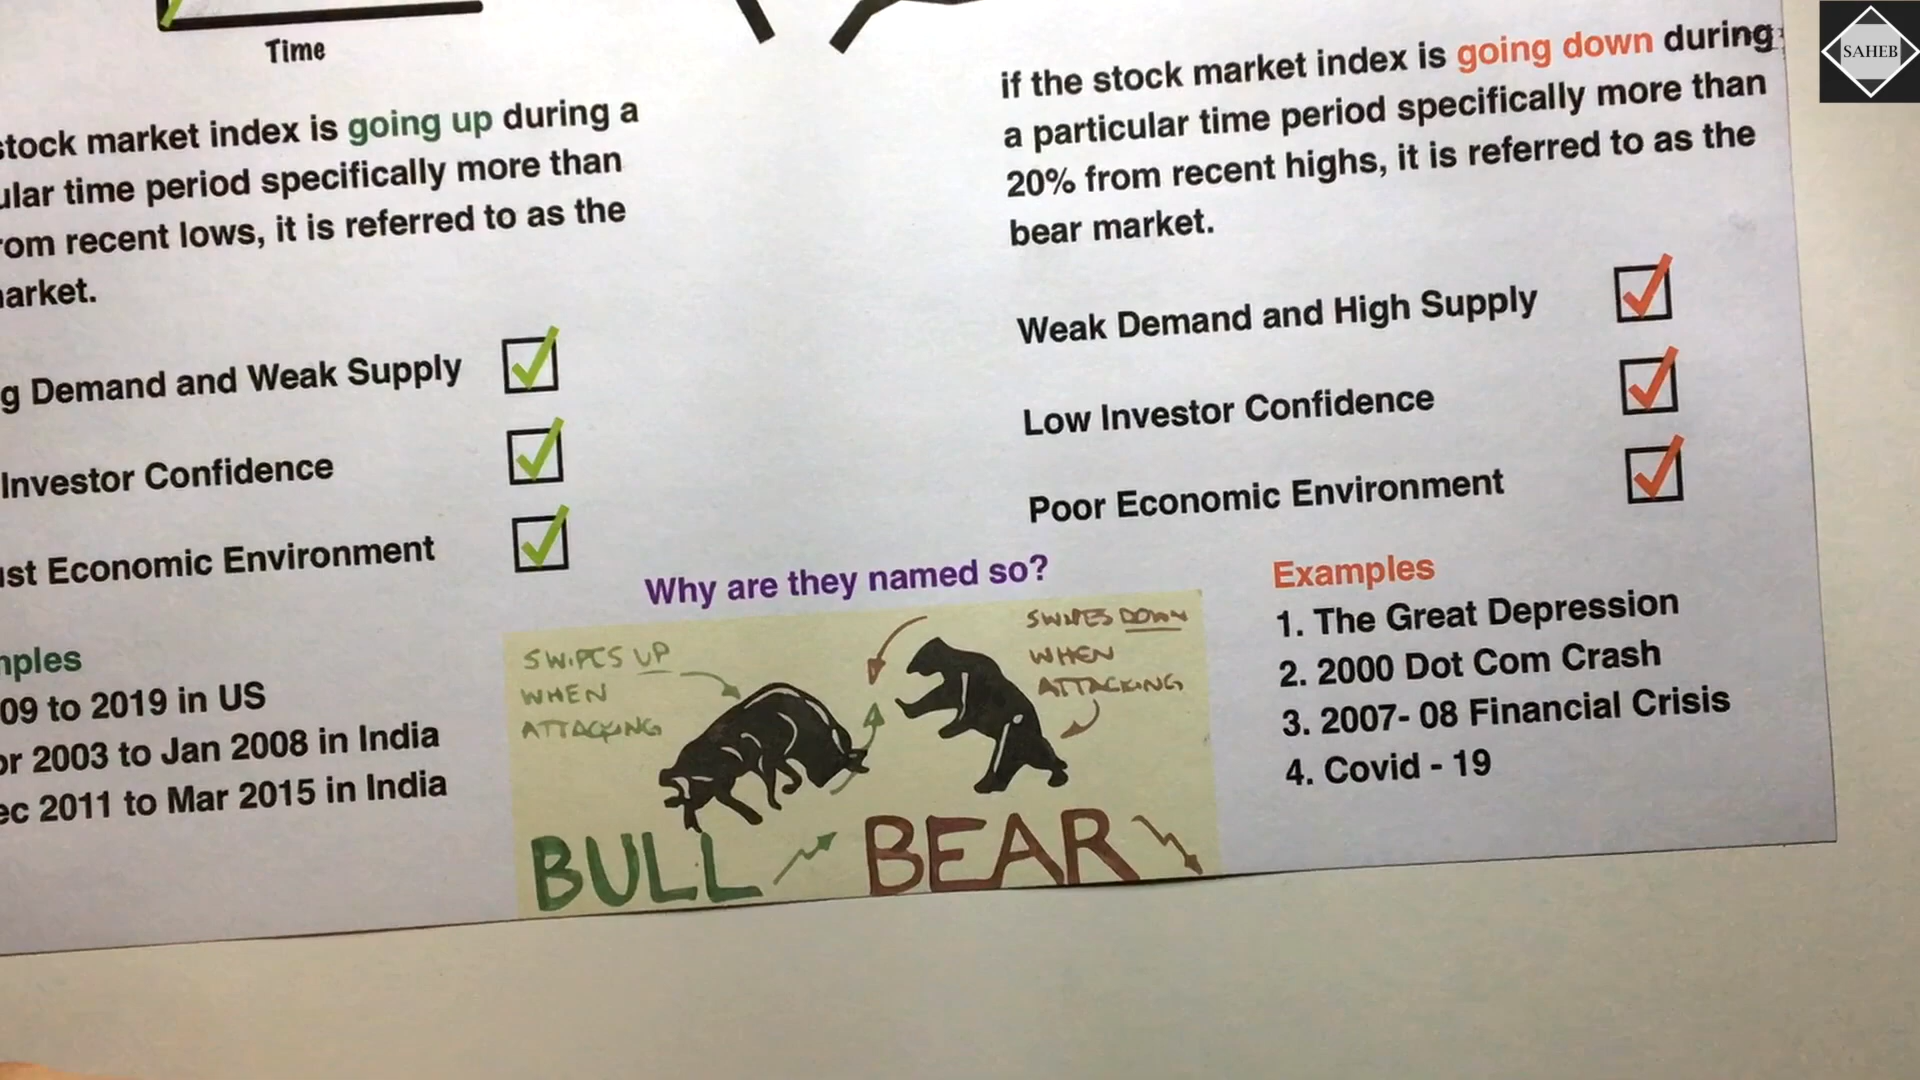 Time
stock market index is going up during a
ular time period specifically more than
rom recent lows, it is referred to as the
arket.
g Demand and Weak Supply
Investor Confidence
ust Economic Environment
mples
09 to 2019 in US
or 2003 to Jan 2008 in India
ec 2011 to Mar 2015 in India
Why are they named so?
SWIPES UP
WHEN
ATTACKING
SWIPES DOWN
WHEN
ATTACKING
BULL
BEAR
if the stock market index is going down during
a particular time period specifically more than
20% from recent highs, it is referred to as the
bear market.
Weak Demand and High Supply
Low Investor Confidence
Poor Economic Environment
Examples
1. The Great Depression
2. 2000 Dot Com Crash
3. 2007- 08 Financial Crisis
4. Covid - 19
SAHEB